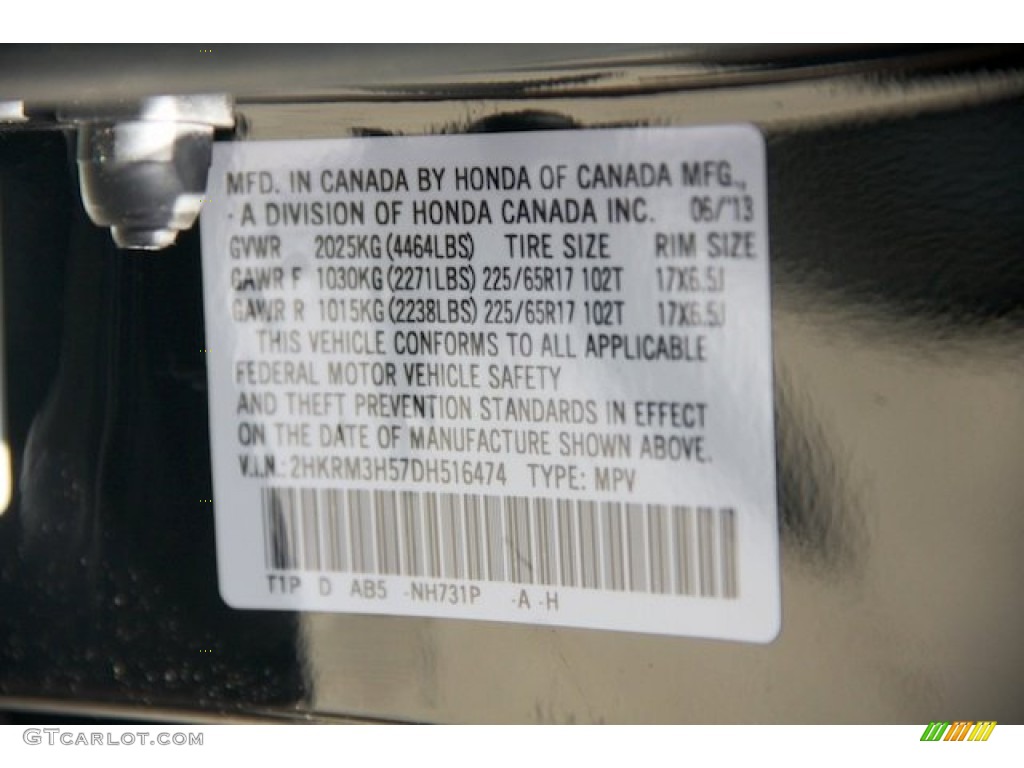 MFD. IN CANADA BY HONDA OF CANADA MFG.,
- A DIVISION OF HONDA CANADA INC. 06/'13
GVWR 2025KG (4464LBS) TIRE SIZE RIM SIZE
GAWR F 1030KG (2271LBS) 225/65R17 102T 17X6.5J
GAWR R 1015KG (2238LBS) 225/65R17 102T 17X6.5J
THIS VEHICLE CONFORMS TO ALL APPLICABLE
FEDERAL MOTOR VEHICLE SAFETY
AND THEFT PREVENTION STANDARDS IN EFFECT
ON THE DATE OF MANUFACTURE SHOWN ABOVE.
V.I.N.: 2HKRM3H57DH516474 TYPE: MPV
T1P D AB5 -NH731P -A -H
GTCARLOT.COM